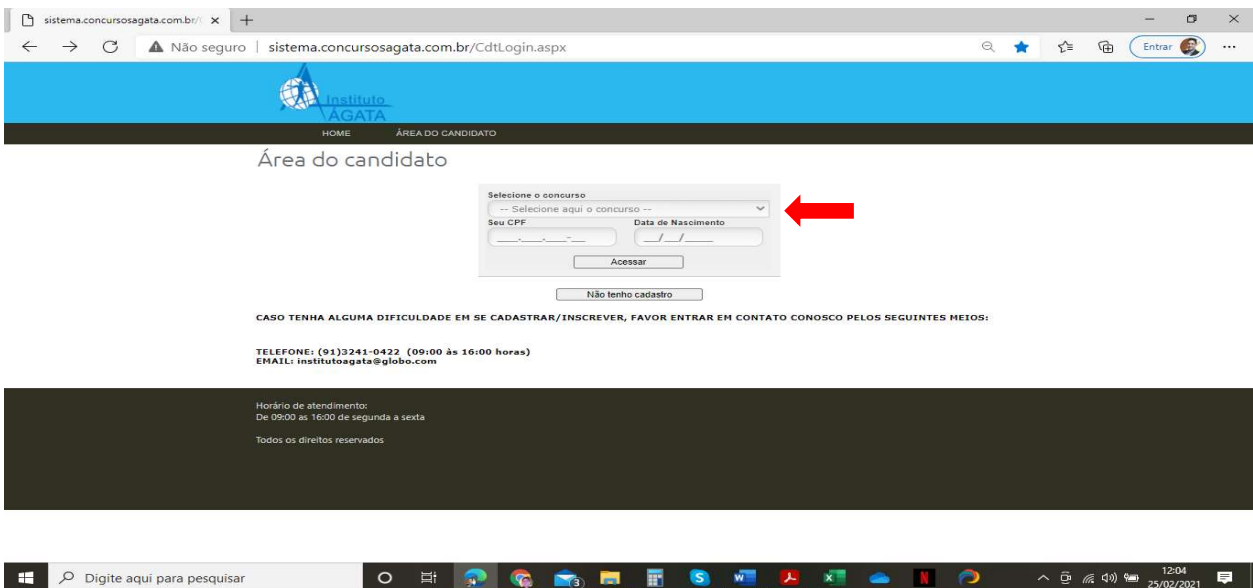 sistema.concursosagata.com.br/
Não seguro | sistema.concursosagata.com.br/CdtLogin.aspx
Entrar
Instituto
ÁGATA
HOME ÁREA DO CANDIDATO
Área do candidato
Selecione o concurso
-- Selecione aqui o concurso --
Seu CPF Data de Nascimento
___.___.___-__ __/__/____
Acessar
Não tenho cadastro
CASO TENHA ALGUMA DIFICULDADE EM SE CADASTRAR/INSCREVER, FAVOR ENTRAR EM CONTATO CONOSCO PELOS SEGUINTES MEIOS:
TELEFONE: (91)3241-0422 (09:00 às 16:00 horas)
EMAIL: institutoagata@globo.com
Horário de atendimento:
De 09:00 as 16:00 de segunda a sexta
Todos os direitos reservados
Digite aqui para pesquisar
12:04
25/02/2021